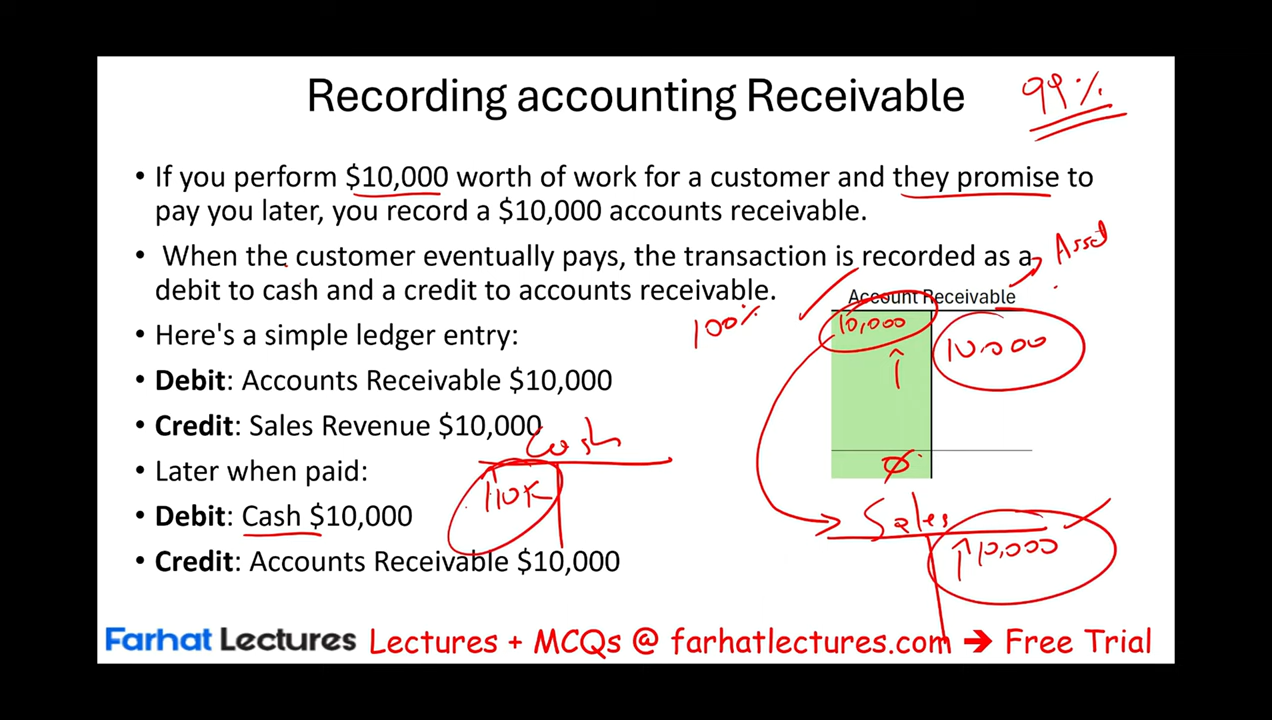 Recording accounting Receivable
99%
• If you perform $10,000 worth of work for a customer and they promise to
pay you later, you record a $10,000 accounts receivable.
• When the customer eventually pays, the transaction is recorded as a
debit to cash and a credit to accounts receivable.
Asset
Account Receivable
100%
10,000
10,000
• Here's a simple ledger entry:
• Debit: Accounts Receivable $10,000
• Credit: Sales Revenue $10,000
Cash
• Later when paid:
10K
• Debit: Cash $10,000
Sales
10,000
• Credit: Accounts Receivable $10,000
Farhat Lectures Lectures + MCQs @ farhatlectures.com → Free Trial